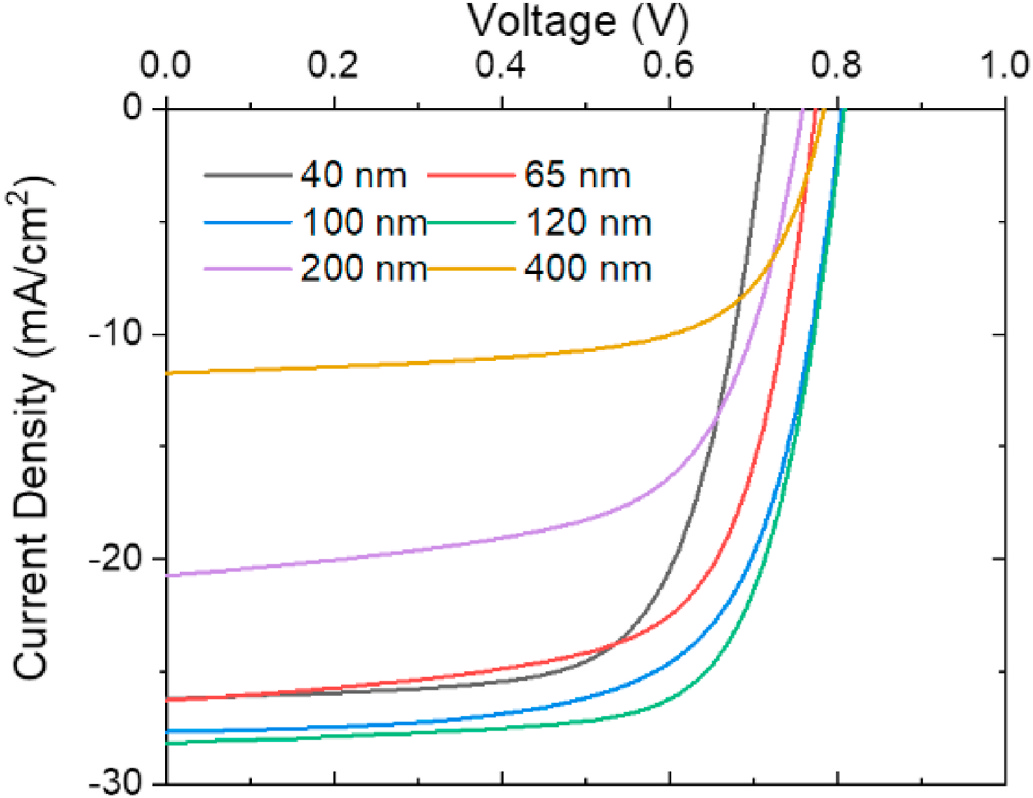 Voltage (V)
0.0 0.2 0.4 0.6 0.8 1.0
0
40 nm 65 nm
100 nm 120 nm
200 nm 400 nm
-10
-20
-30
Current Density (mA/cm²)